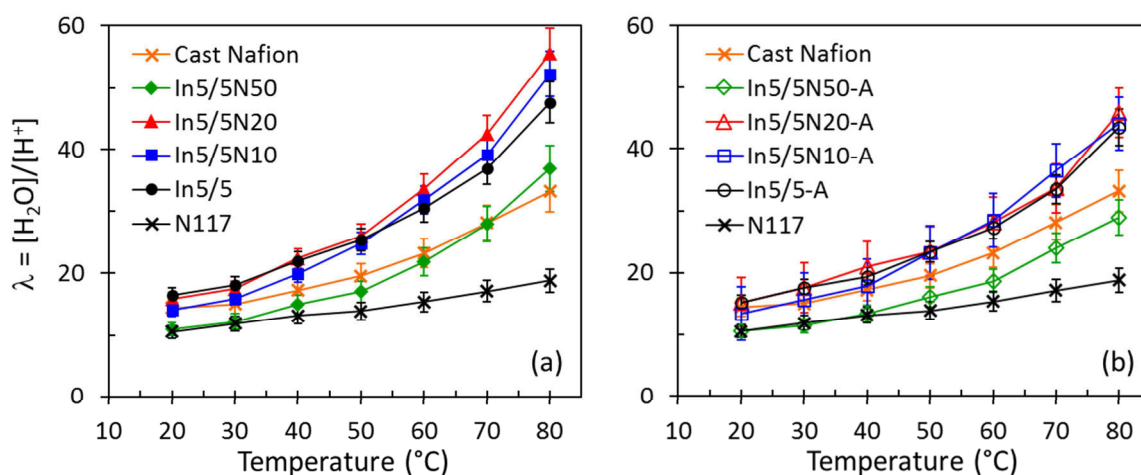 λ = [H₂O]/[H⁺]
60
40
20
0
Cast Nafion
In5/5N50
In5/5N20
In5/5N10
In5/5
N117
(a)
10 20 30 40 50 60 70 80
Temperature (°C)
60
40
20
0
Cast Nafion
In5/5N50-A
In5/5N20-A
In5/5N10-A
In5/5-A
N117
(b)
10 20 30 40 50 60 70 80
Temperature (°C)